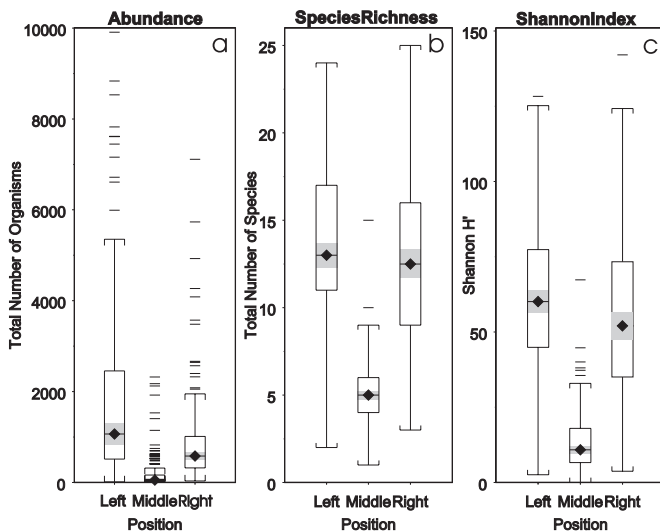 Abundance
a
10000
8000
6000
4000
2000
0
Total Number of Organisms
Left Middle Right
Position
SpeciesRichness
b
25
20
15
10
5
0
Total Number of Species
Left Middle Right
Position
ShannonIndex
c
150
100
50
0
Shannon H'
Left Middle Right
Position